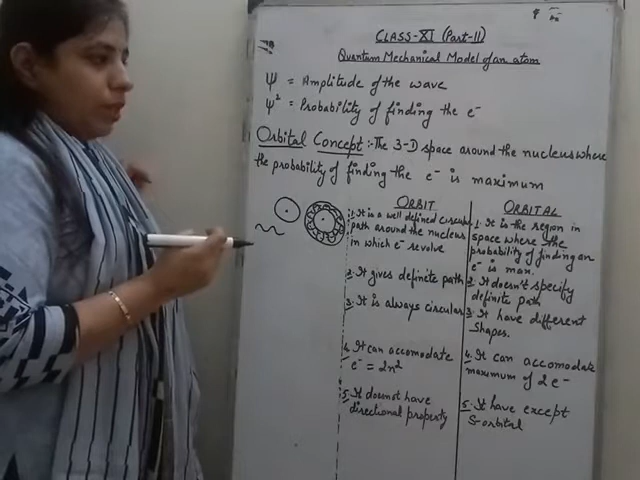 CLASS-XI (Part-II)
Quantum Mechanical Model of an atom
Ψ = Amplitude of the wave
Ψ² = Probability of finding the e⁻
Orbital Concept :- The 3-D space around the nucleus where
the probability of finding the e⁻ is maximum
ORBIT
1. It is a well defined circular
path around the nucleus
in which e⁻ revolve
2. It gives definite path
3. It is always circular
4. It can accomodate
e⁻ = 2n²
5. It doesnot have
directional property
ORBITAL
1. It is the region in
space where the
probability of finding an
e⁻ is max.
2. It doesn't specify
definite path
3. It have different
shapes.
4. It can accomodate
maximum of 2e⁻
5. It have except
S-orbital